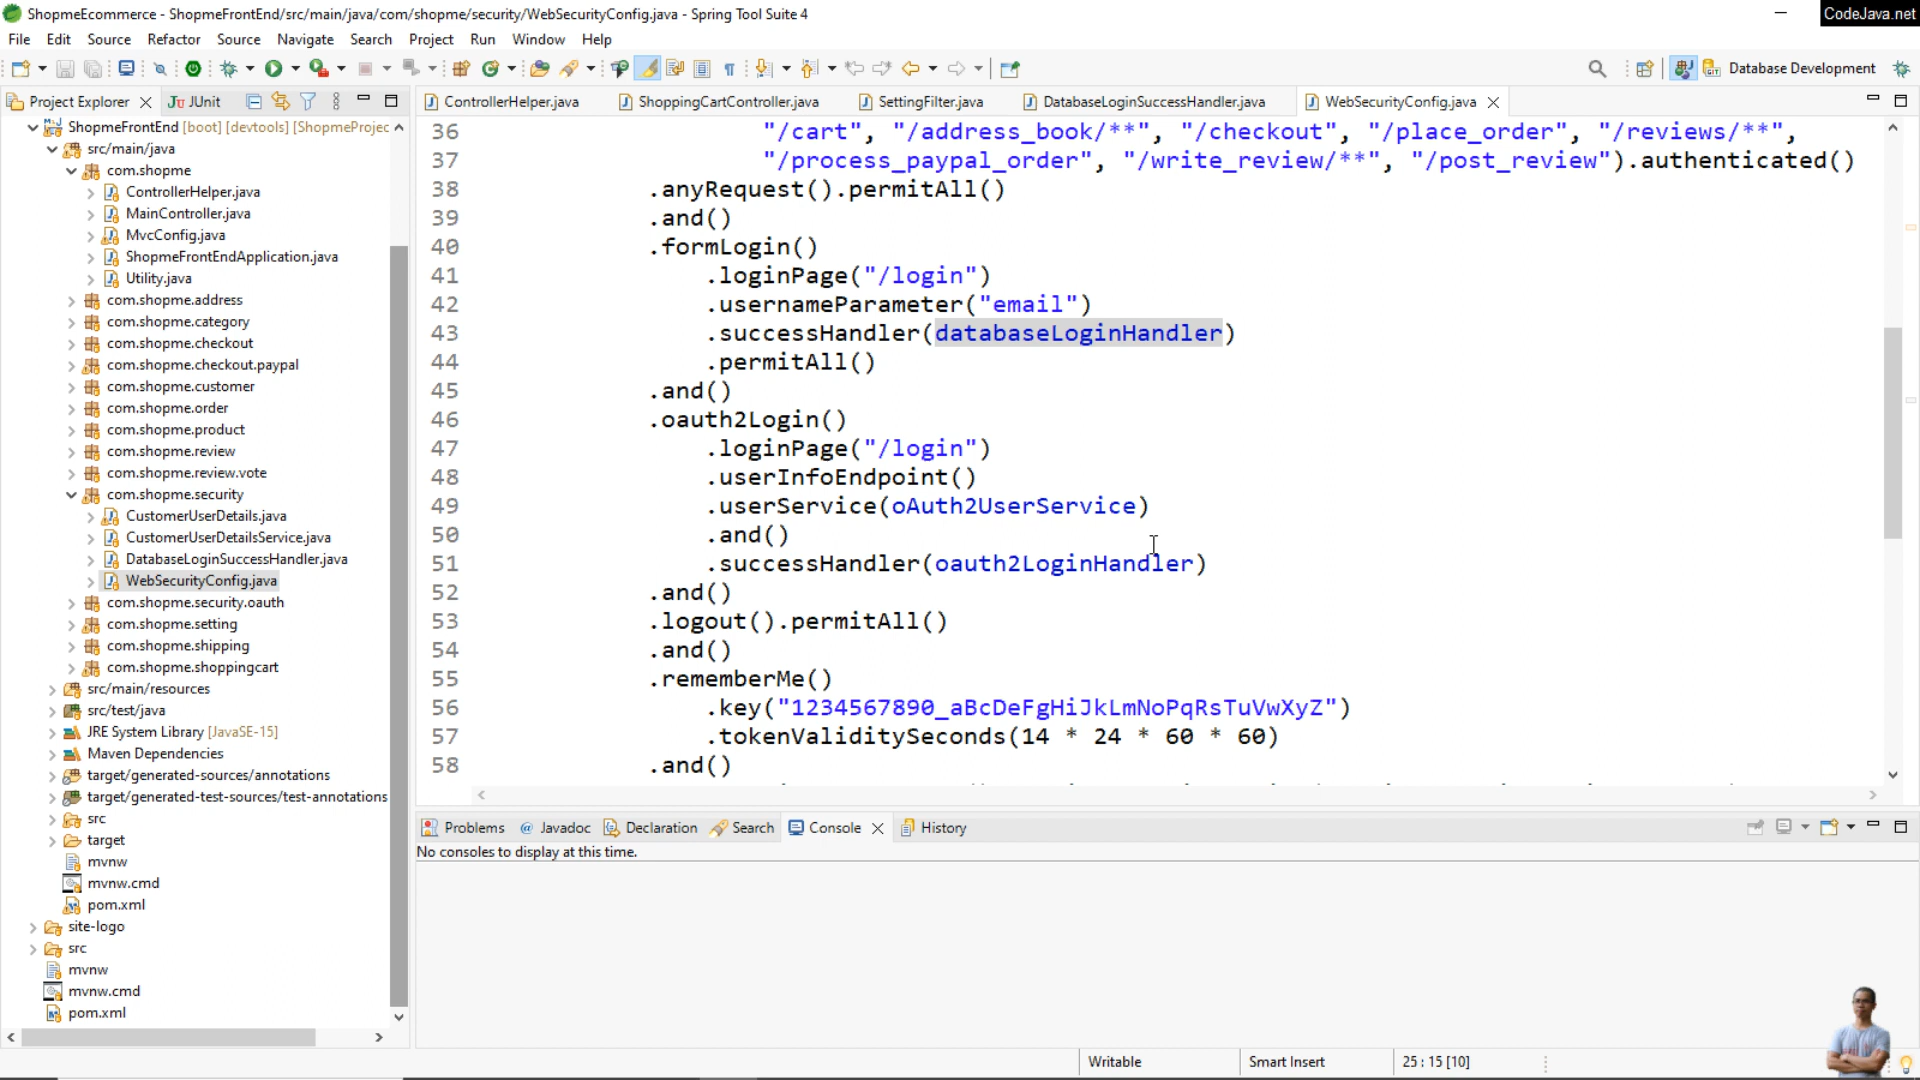 ShopmeEcommerce - ShopmeFrontEnd/src/main/java/com/shopme/security/WebSecurityConfig.java - Spring Tool Suite 4
CodeJava.net
File Edit Source Refactor Source Navigate Search Project Run Window Help
Database Development
Project Explorer JUnit
ControllerHelper.java ShoppingCartController.java SettingFilter.java DatabaseLoginSuccessHandler.java WebSecurityConfig.java
ShopmeFrontEnd [boot] [devtools] [ShopmeProjec
src/main/java
com.shopme
ControllerHelper.java
MainController.java
MvcConfig.java
ShopmeFrontEndApplication.java
Utility.java
com.shopme.address
com.shopme.category
com.shopme.checkout
com.shopme.checkout.paypal
com.shopme.customer
com.shopme.order
com.shopme.product
com.shopme.review
com.shopme.review.vote
com.shopme.security
CustomerUserDetails.java
CustomerUserDetailsService.java
DatabaseLoginSuccessHandler.java
WebSecurityConfig.java
com.shopme.security.oauth
com.shopme.setting
com.shopme.shipping
com.shopme.shoppingcart
src/main/resources
src/test/java
JRE System Library [JavaSE-15]
Maven Dependencies
target/generated-sources/annotations
target/generated-test-sources/test-annotations
src
target
mvnw
mvnw.cmd
pom.xml
site-logo
src
mvnw
mvnw.cmd
pom.xml
36 "/cart", "/address_book/**", "/checkout", "/place_order", "/reviews/**",
37 "/process_paypal_order", "/write_review/**", "/post_review").authenticated()
38 .anyRequest().permitAll()
39 .and()
40 .formLogin()
41 .loginPage("/login")
42 .usernameParameter("email")
43 .successHandler(databaseLoginHandler)
44 .permitAll()
45 .and()
46 .oauth2Login()
47 .loginPage("/login")
48 .userInfoEndpoint()
49 .userService(oAuth2UserService)
50 .and()
51 .successHandler(oauth2LoginHandler)
52 .and()
53 .logout().permitAll()
54 .and()
55 .rememberMe()
56 .key("1234567890_aBcDeFgHiJkLmNoPqRsTuVwXyZ")
57 .tokenValiditySeconds(14 * 24 * 60 * 60)
58 .and()
Problems Javadoc Declaration Search Console History
No consoles to display at this time.
Writable Smart Insert 25 : 15 [10]